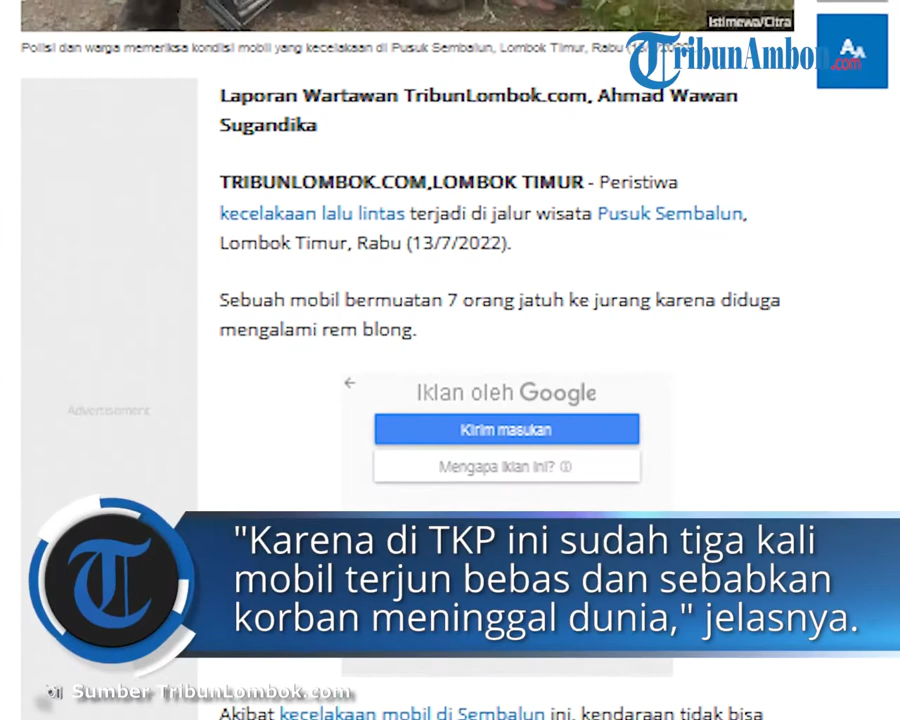 Istimewa/Citra
Polisi dan warga memeriksa kondisi mobil yang kecelakaan di Pusuk Sembalun, Lombok Timur, Rabu
TribunAmbon.com
AA
Laporan Wartawan TribunLombok.com, Ahmad Wawan
Sugandika
TRIBUNLOMBOK.COM,LOMBOK TIMUR - Peristiwa
kecelakaan lalu lintas terjadi di jalur wisata Pusuk Sembalun,
Lombok Timur, Rabu (13/7/2022).
Sebuah mobil bermuatan 7 orang jatuh ke jurang karena diduga
mengalami rem blong.
Advertisement
Iklan oleh Google
Kirim masukan
Mengapa iklan ini?
"Karena di TKP ini sudah tiga kali
mobil terjun bebas dan sebabkan
korban meninggal dunia," jelasnya.
T
Sumber TribunLombok.com
Akibat kecelakaan mobil di Sembalun ini, kendaraan tidak bisa